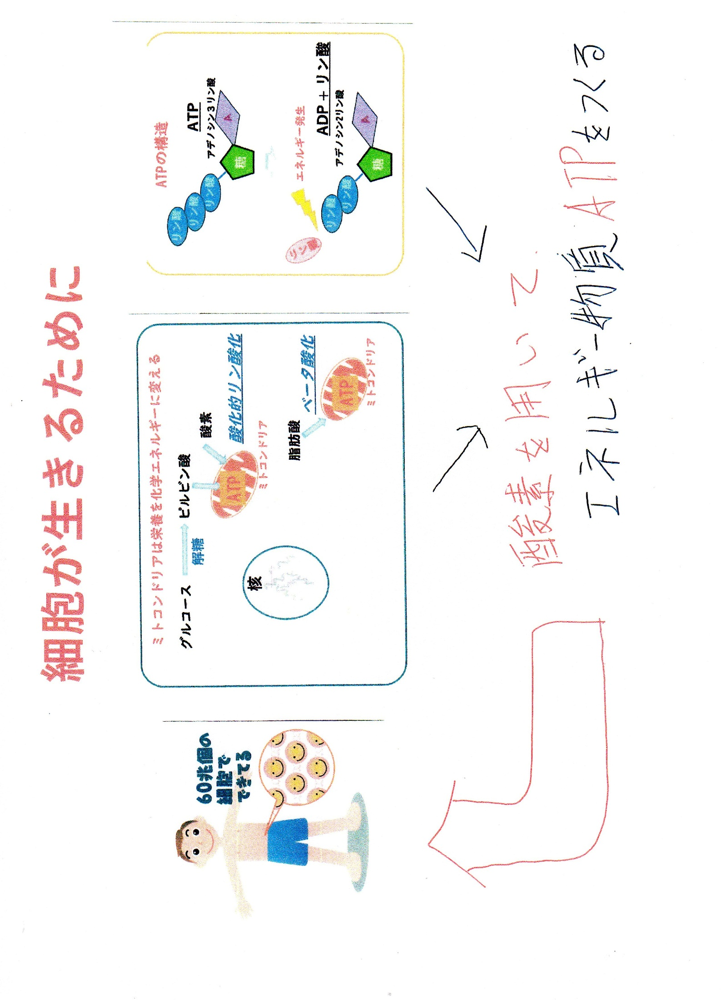 細胞が生きるために
60兆個の
細胞で
できてる
ミトコンドリアは栄養を化学エネルギーに変える
グルコース
解糖
ピルビン酸
酸素
ATP
酸化的リン酸化
ミトコンドリア
核
脂肪酸
ベータ酸化
ATP
ミトコンドリア
ATPの構造
ATP
アデノシン3リン酸
リン酸
リン酸
リン酸
糖
A
エネルギー発生
リン酸
ADP + リン酸
アデノシン2リン酸
リン酸
リン酸
糖
A
酸素を用いて
エネルギー物質ATPをつくる